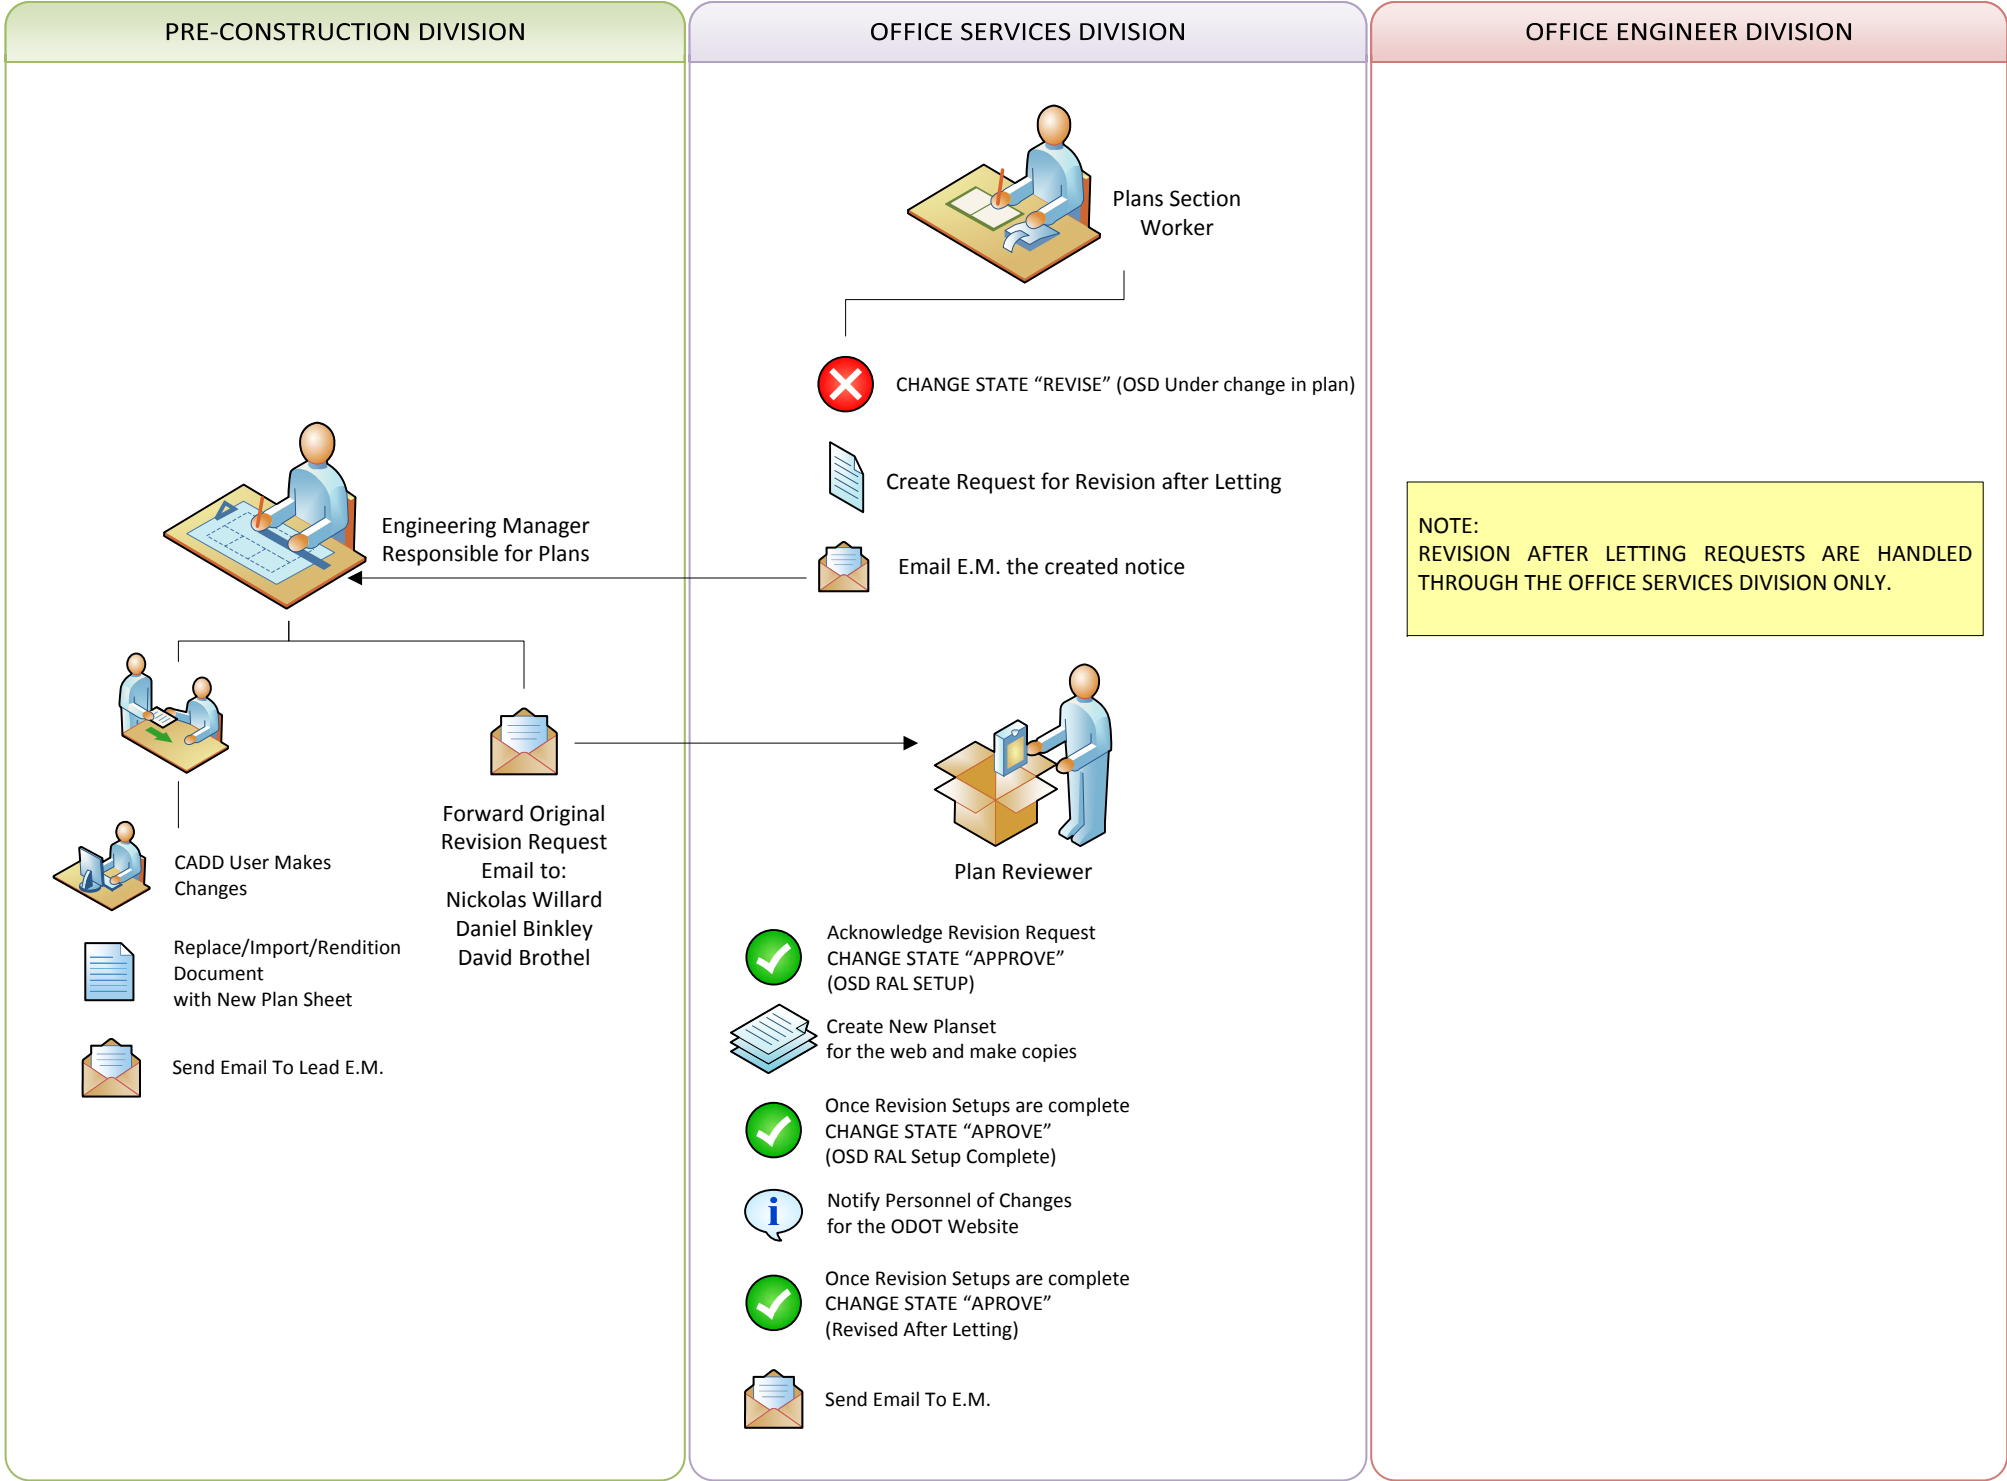 PRE-CONSTRUCTION DIVISION
OFFICE SERVICES DIVISION
OFFICE ENGINEER DIVISION
Plans Section
Worker
CHANGE STATE “REVISE” (OSD Under change in plan)
Create Request for Revision after Letting
Email E.M. the created notice
Engineering Manager
Responsible for Plans
CADD User Makes
Changes
Replace/Import/Rendition
Document
with New Plan Sheet
Send Email To Lead E.M.
Forward Original
Revision Request
Email to:
Nickolas Willard
Daniel Binkley
David Brothel
Plan Reviewer
Acknowledge Revision Request
CHANGE STATE “APPROVE”
(OSD RAL SETUP)
Create New Planset
for the web and make copies
Once Revision Setups are complete
CHANGE STATE “APROVE”
(OSD RAL Setup Complete)
i
Notify Personnel of Changes
for the ODOT Website
Once Revision Setups are complete
CHANGE STATE “APROVE”
(Revised After Letting)
Send Email To E.M.
NOTE:
REVISION AFTER LETTING REQUESTS ARE HANDLED
THROUGH THE OFFICE SERVICES DIVISION ONLY.